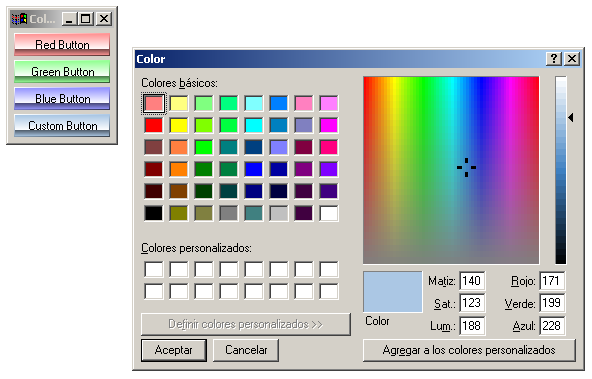 Col...
Red Button
Green Button
Blue Button
Custom Button
Color
Colores básicos:
Colores personalizados:
Definir colores personalizados >>
Aceptar
Cancelar
Color
Matiz: 140
Sat.: 123
Lum.: 188
Rojo: 171
Verde: 199
Azul: 228
Agregar a los colores personalizados